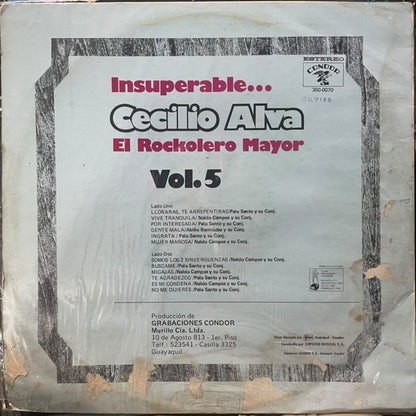 ESTEREO
CONDOR
350-0070
Insuperable...
Cecilio Alva
El Rockolero Mayor
Vol. 5
Lado Uno
LLORARAS, TE ARREPENTIRAS/Palo Santo y su Conj.
VIVE TRANQUILA/ Naldo Campos y su Conj.
POR INTERESADA/ Palo Santo y su Conj.
GENTE MALA/Abilio Bermúdez y su Conj.
INGRATA / Palo Santo y su Conj.
MUJER MAÑOSA/ Naldo Campos y su Conj.
Lado Dos
SOMOS LOS 2 SINVERGUENZAS /Naldo Campos y su Conj.
BUSCAME /Palo Santo y su Conj.
MIGAJAS /Naldo Campos y su Conj.
TE AGRADEZCO /Palo Santo y su Conj.
ES MI CONDENA /Naldo Campos y su Conj.
NO ME QUIERES /Palo Santo y su Conj.
Producción de
GRABACIONES CONDOR
Murillo Cía. Ltda.
10 de Agosto 813 - 1er. Piso
Telf.: 523541 - Casilla 3325
Guayaquil